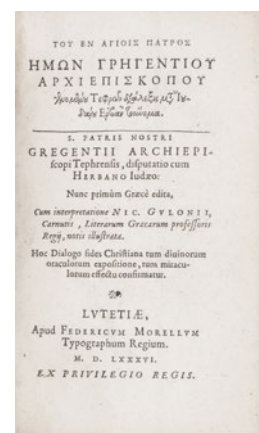 ΤΟΥ ΕΝ ΑΓΙΟΙΣ ΠΑΤΡΟΣ
ΗΜΩΝ ΓΡΗΓΕΝΤΙΟΥ
ΑΡΧΙΕΠΙΣΚΟΠΟΥ
S. PATRIS NOSTRI
GREGENTII ARCHIEPI-
scopi Tephrensis, disputatio cum
HERBANO Iudæo:
Nunc primùm Græcè edita,
Cum interpretatione NIC. GVLONII,
Carnutis, Literarum Græcarum professoris
Regij, notis illustrata.
Hoc Dialogo fides Christiana tum diuinorum
oraculorum expositione, tum miracu-
lorum effectu confirmatur.
LVTETIÆ,
Apud FEDERICVM MORELLVM
Typographum Regium.
M. D. LXXXVI.
EX PRIVILEGIO REGIS.